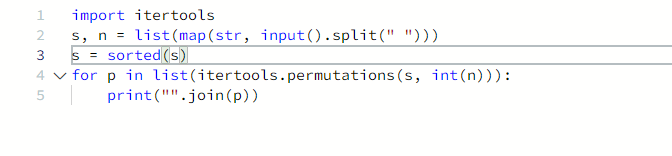 1 import itertools
2 s, n = list(map(str, input().split(" ")))
3 s = sorted(s)
4 for p in list(itertools.permutations(s, int(n))):
5     print("".join(p))